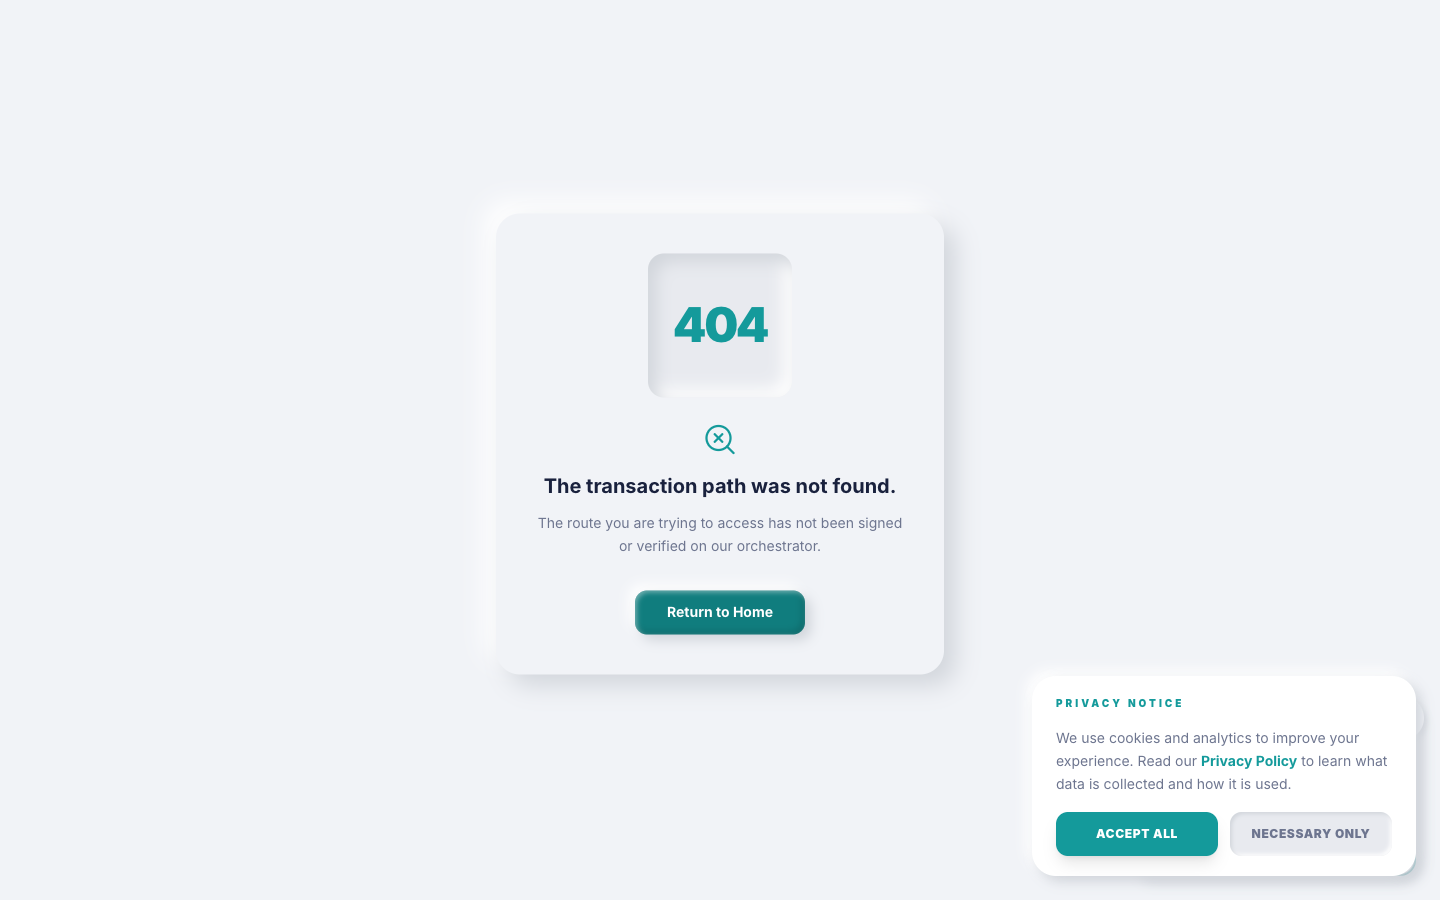 404
The transaction path was not found.
The route you are trying to access has not been signed
or verified on our orchestrator.
Return to Home
PRIVACY NOTICE
We use cookies and analytics to improve your
experience. Read our Privacy Policy to learn what
data is collected and how it is used.
ACCEPT ALL
NECESSARY ONLY